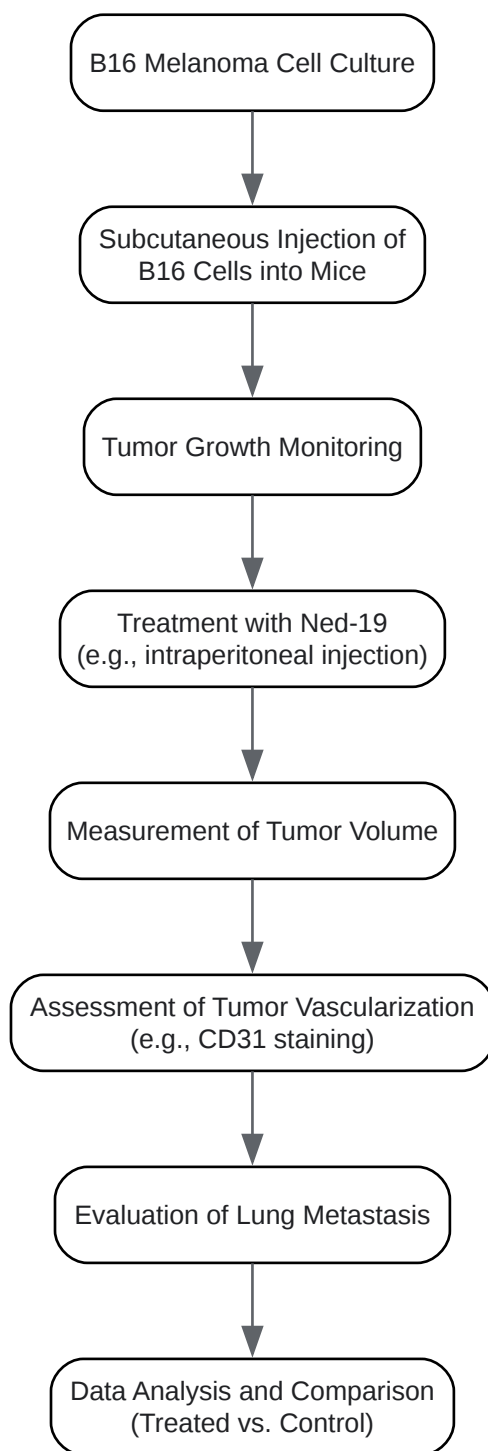 B16 Melanoma Cell Culture
Subcutaneous Injection of
B16 Cells into Mice
Tumor Growth Monitoring
Treatment with Ned-19
(e.g., intraperitoneal injection)
Measurement of Tumor Volume
Assessment of Tumor Vascularization
(e.g., CD31 staining)
Evaluation of Lung Metastasis
Data Analysis and Comparison
(Treated vs. Control)